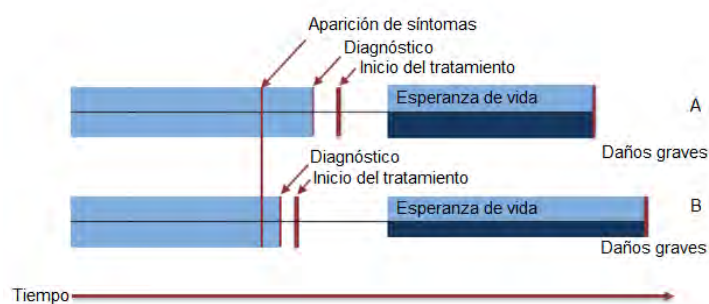 Aparición de síntomas
Diagnóstico
Inicio del tratamiento
Esperanza de vida
A
Daños graves
Diagnóstico
Inicio del tratamiento
Esperanza de vida
B
Daños graves
Tiempo